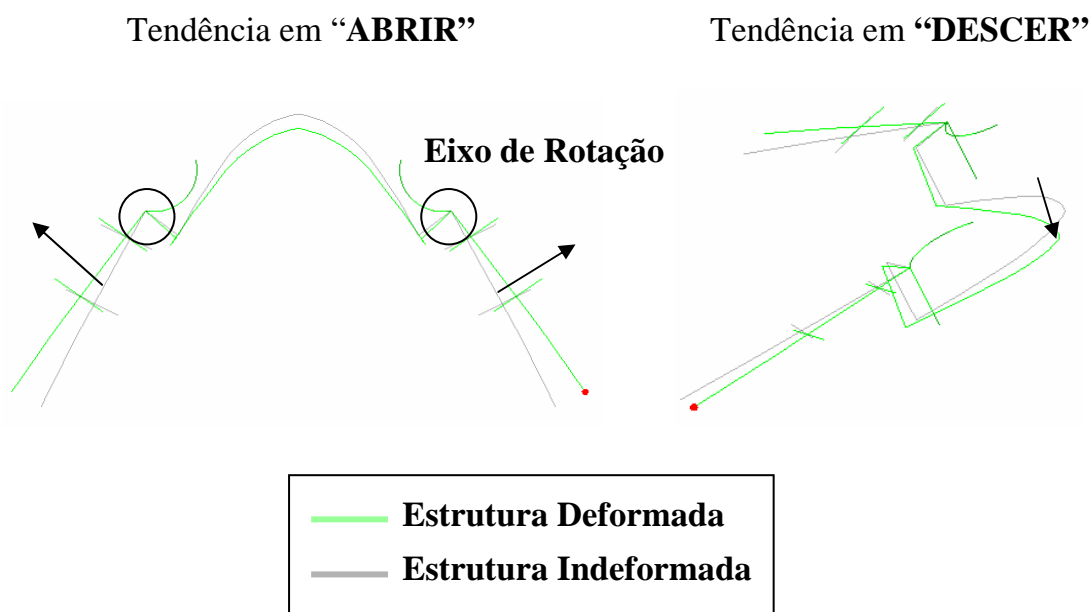 Tendência em “ABRIR”
Tendência em “DESCER”
Eixo de Rotação
Estrutura Deformada
Estrutura Indeformada